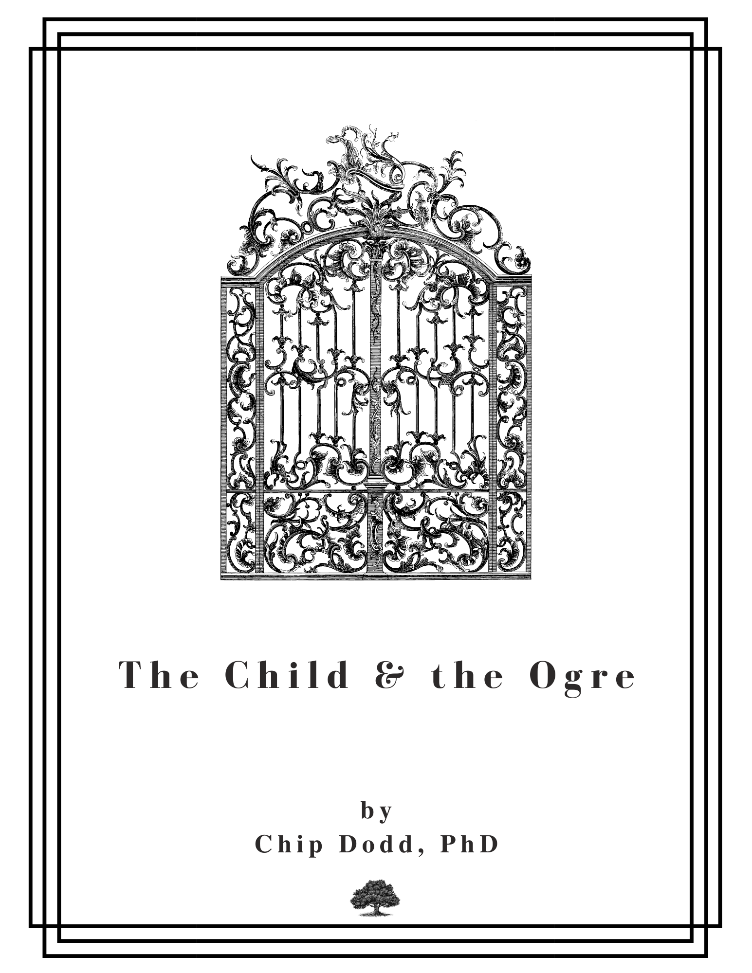 The Child & the Ogre
by
Chip Dodd, PhD